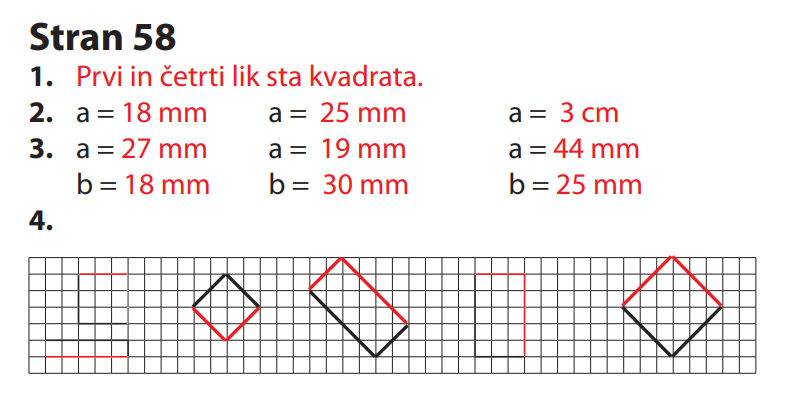 Stran 58
1. Prvi in četrti lik sta kvadrata.
2. a = 18 mm a = 25 mm a = 3 cm
3. a = 27 mm a = 19 mm a = 44 mm
b = 18 mm b = 30 mm b = 25 mm
4.